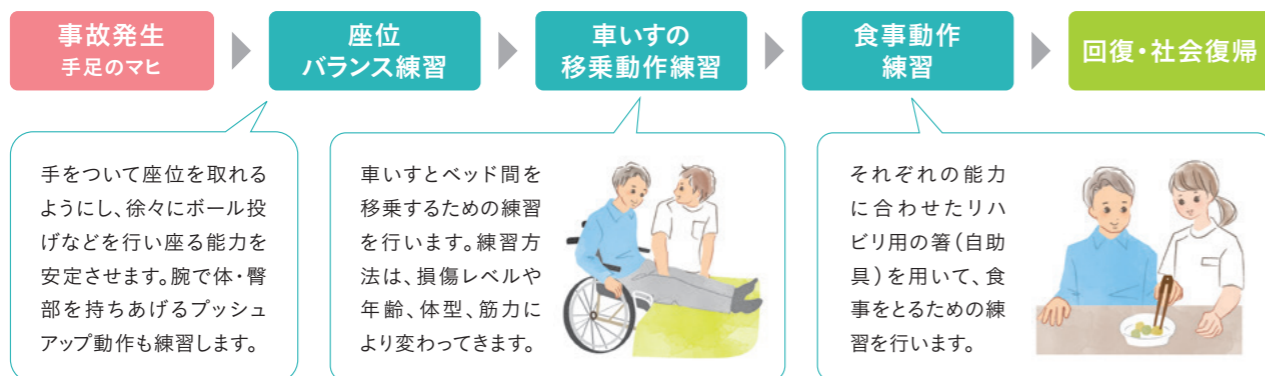 事故発生
手足のマヒ
座位
バランス練習
車いすの
移乗動作練習
食事動作
練習
回復・社会復帰
手をついて座位を取れる
ようにし、徐々にボール投
げなどを行い座る能力を
安定させます。腕で体・臀
部を持ちあげるプッシュ
アップ動作も練習します。
車いすとベッド間を
移乗するための練習
を行います。練習方
法は、損傷レベルや
年齢、体型、筋力に
より変わってきます。
それぞれの能力
に合わせたリハ
ビリ用の箸(自助
具)を用いて、食
事をとるための練
習を行います。